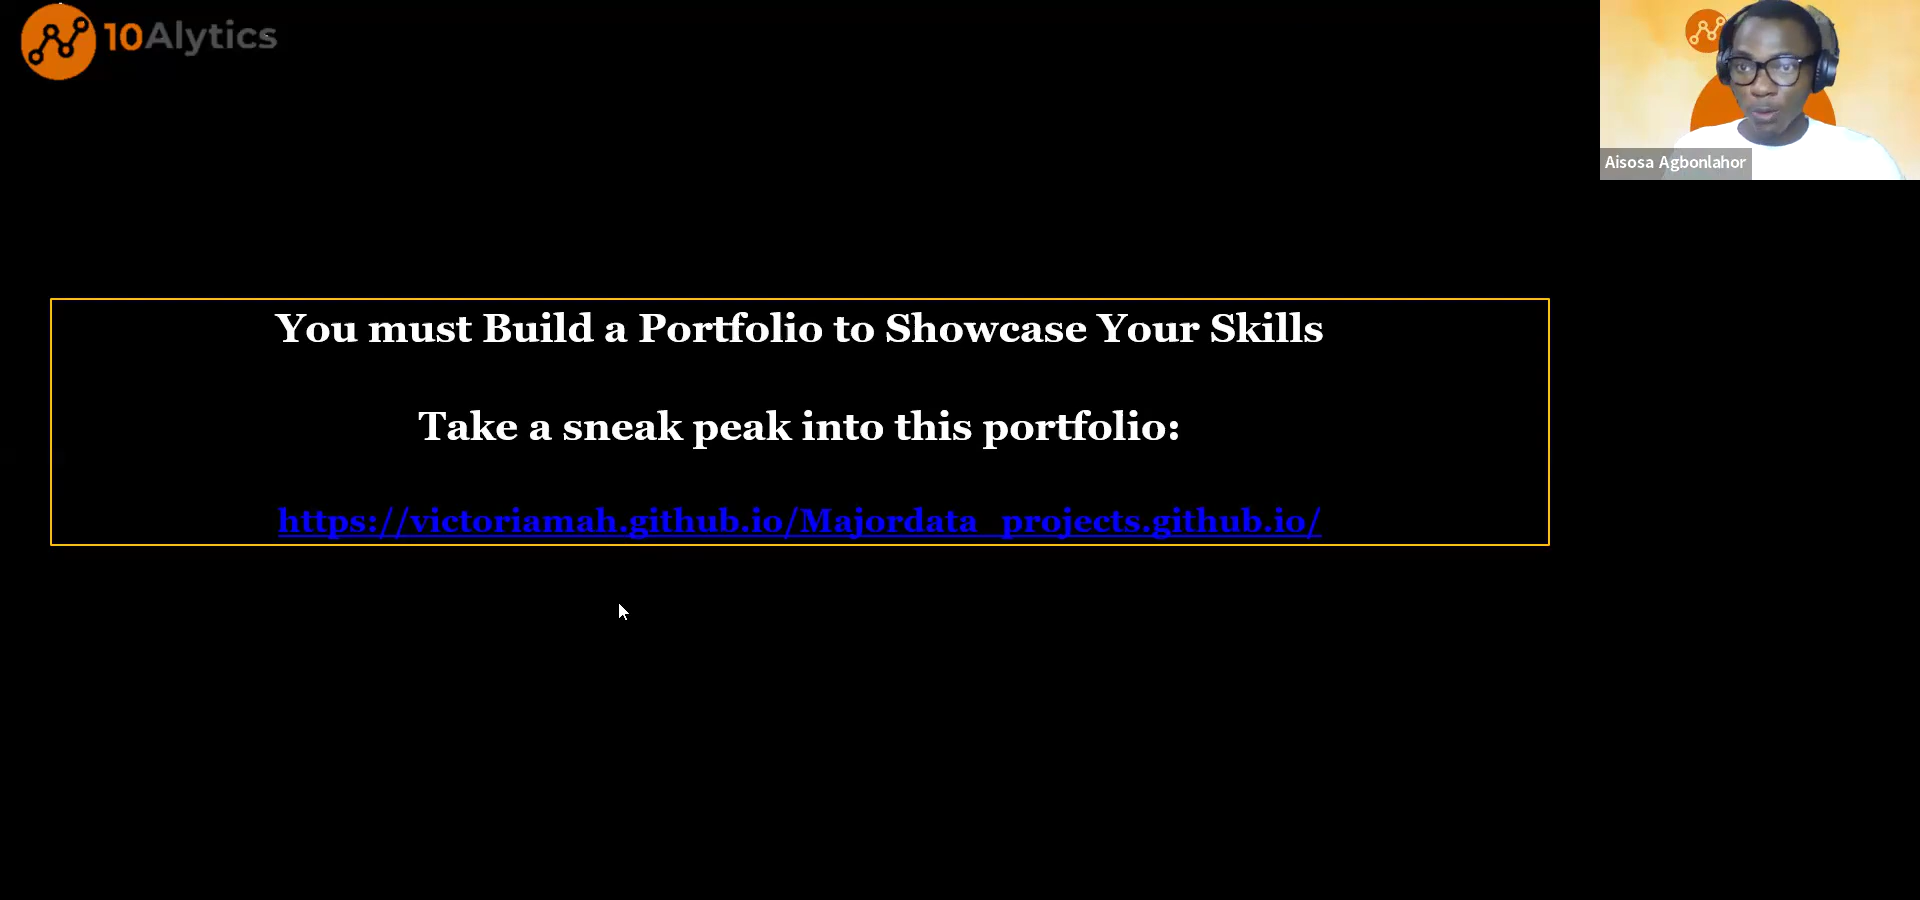 10Alytics
Aisosa Agbonlahor
You must Build a Portfolio to Showcase Your Skills
Take a sneak peak into this portfolio:
https://victoriamah.github.io/Majordata_projects.github.io/